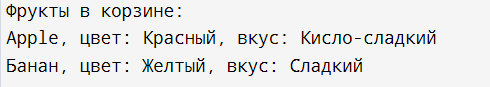 Фрукты в корзине:
Apple, цвет: Красный, вкус: Кисло-сладкий
Банан, цвет: Желтый, вкус: Сладкий